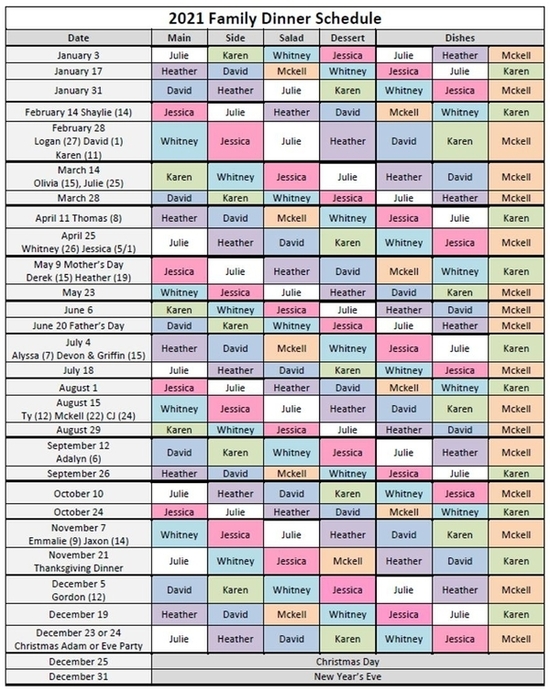 2021 Family Dinner Schedule
Date Main Side Salad Dessert Dishes
January 3 Julie Karen Whitney Jessica Julie Heather Mckell
January 17 Heather David Mckell Whitney Jessica Julie Karen
January 31 David Heather Julie Karen Whitney Jessica Mckell
February 14 Shaylie (14) Jessica Julie Heather David Mckell Whitney Karen
February 28
Logan (27) David (1)
Karen (11)
Whitney Jessica Julie Heather David Karen Mckell
March 14
Olivia (15), Julie (25)
Karen Whitney Jessica Julie Heather David Mckell
March 28 David Karen Whitney Jessica Julie Heather Mckell
April 11 Thomas (8) Heather David Mckell Whitney Jessica Julie Karen
April 25
Whitney (26) Jessica (5/1)
Julie Heather David Karen Whitney Jessica Mckell
May 9 Mother's Day
Derek (15) Heather (19)
Jessica Julie Heather David Mckell Whitney Karen
May 23 Whitney Jessica Julie Heather David Karen Mckell
June 6 Karen Whitney Jessica Julie Heather David Mckell
June 20 Father's Day David Karen Whitney Jessica Julie Heather Mckell
July 4
Alyssa (7) Devon & Griffin (15)
Heather David Mckell Whitney Jessica Julie Karen
July 18 Julie Heather David Karen Whitney Jessica Mckell
August 1 Jessica Julie Heather David Mckell Whitney Karen
August 15
Ty (12) Mckell (22) CJ (24)
Whitney Jessica Julie Heather David Karen Mckell
August 29 Karen Whitney Jessica Julie Heather David Mckell
September 12
Adalyn (6)
David Karen Whitney Jessica Julie Heather Mckell
September 26 Heather David Mckell Whitney Jessica Julie Karen
October 10 Julie Heather David Karen Whitney Jessica Mckell
October 24 Jessica Julie Heather David Mckell Whitney Karen
November 7
Emmalie (9) Jaxon (14)
Whitney Jessica Julie Heather David Karen Mckell
November 21
Thanksgiving Dinner
Julie Whitney Jessica Mckell Heather David Karen
December 5
Gordon (12)
David Karen Whitney Jessica Julie Heather Mckell
December 19 Heather David Mckell Whitney Jessica Julie Karen
December 23 or 24
Christmas Adam or Eve Party
Julie Heather David Karen Whitney Jessica Mckell
December 25 Christmas Day
December 31 New Year's Eve